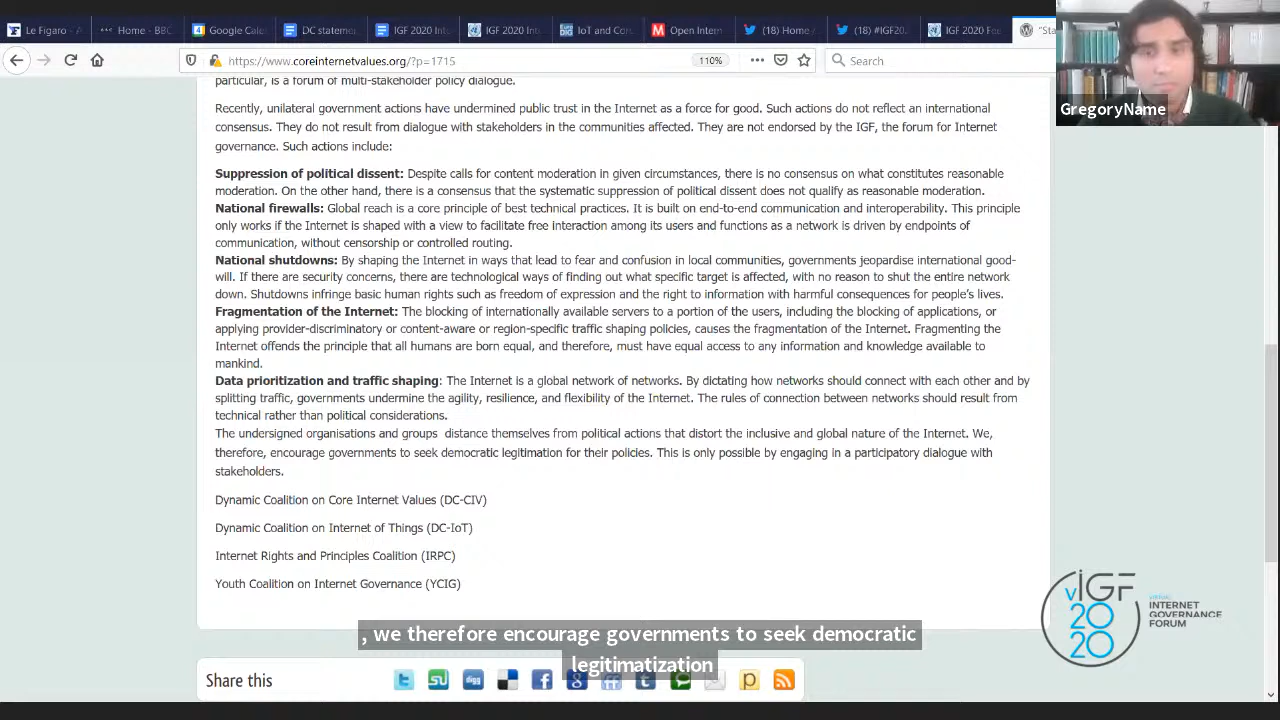 Le Figaro - A
Home - BBC
Google Cale
DC stateme
IGF 2020 Int
IGF 2020 Int
IoT and Cor
Open Intern
(18) Home /
(18) #IGF202
IGF 2020 Fe
"Sta
https://www.coreinternetvalues.org/?p=1715
110%
Search
GregoryName
particular, is a forum of multi-stakeholder policy dialogue.
Recently, unilateral government actions have undermined public trust in the Internet as a force for good. Such actions do not reflect an international
consensus. They do not result from dialogue with stakeholders in the communities affected. They are not endorsed by the IGF, the forum for Internet
governance. Such actions include:
Suppression of political dissent: Despite calls for content moderation in given circumstances, there is no consensus on what constitutes reasonable
moderation. On the other hand, there is a consensus that the systematic suppression of political dissent does not qualify as reasonable moderation.
National firewalls: Global reach is a core principle of best technical practices. It is built on end-to-end communication and interoperability. This principle
only works if the Internet is shaped with a view to facilitate free interaction among its users and functions as a network is driven by endpoints of
communication, without censorship or controlled routing.
National shutdowns: By shaping the Internet in ways that lead to fear and confusion in local communities, governments jeopardise international good-
will. If there are security concerns, there are technological ways of finding out what specific target is affected, with no reason to shut the entire network
down. Shutdowns infringe basic human rights such as freedom of expression and the right to information with harmful consequences for people's lives.
Fragmentation of the Internet: The blocking of internationally available servers to a portion of the users, including the blocking of applications, or
applying provider-discriminatory or content-aware or region-specific traffic shaping policies, causes the fragmentation of the Internet. Fragmenting the
Internet offends the principle that all humans are born equal, and therefore, must have equal access to any information and knowledge available to
mankind.
Data prioritization and traffic shaping: The Internet is a global network of networks. By dictating how networks should connect with each other and by
splitting traffic, governments undermine the agility, resilience, and flexibility of the Internet. The rules of connection between networks should result from
technical rather than political considerations.
The undersigned organisations and groups distance themselves from political actions that distort the inclusive and global nature of the Internet. We,
therefore, encourage governments to seek democratic legitimation for their policies. This is only possible by engaging in a participatory dialogue with
stakeholders.
Dynamic Coalition on Core Internet Values (DC-CIV)
Dynamic Coalition on Internet of Things (DC-IoT)
Internet Rights and Principles Coalition (IRPC)
Youth Coalition on Internet Governance (YCIG)
vIGF
2020
VIRTUAL
INTERNET
GOVERNANCE
FORUM
, we therefore encourage governments to seek democratic
legitimatization
Share this